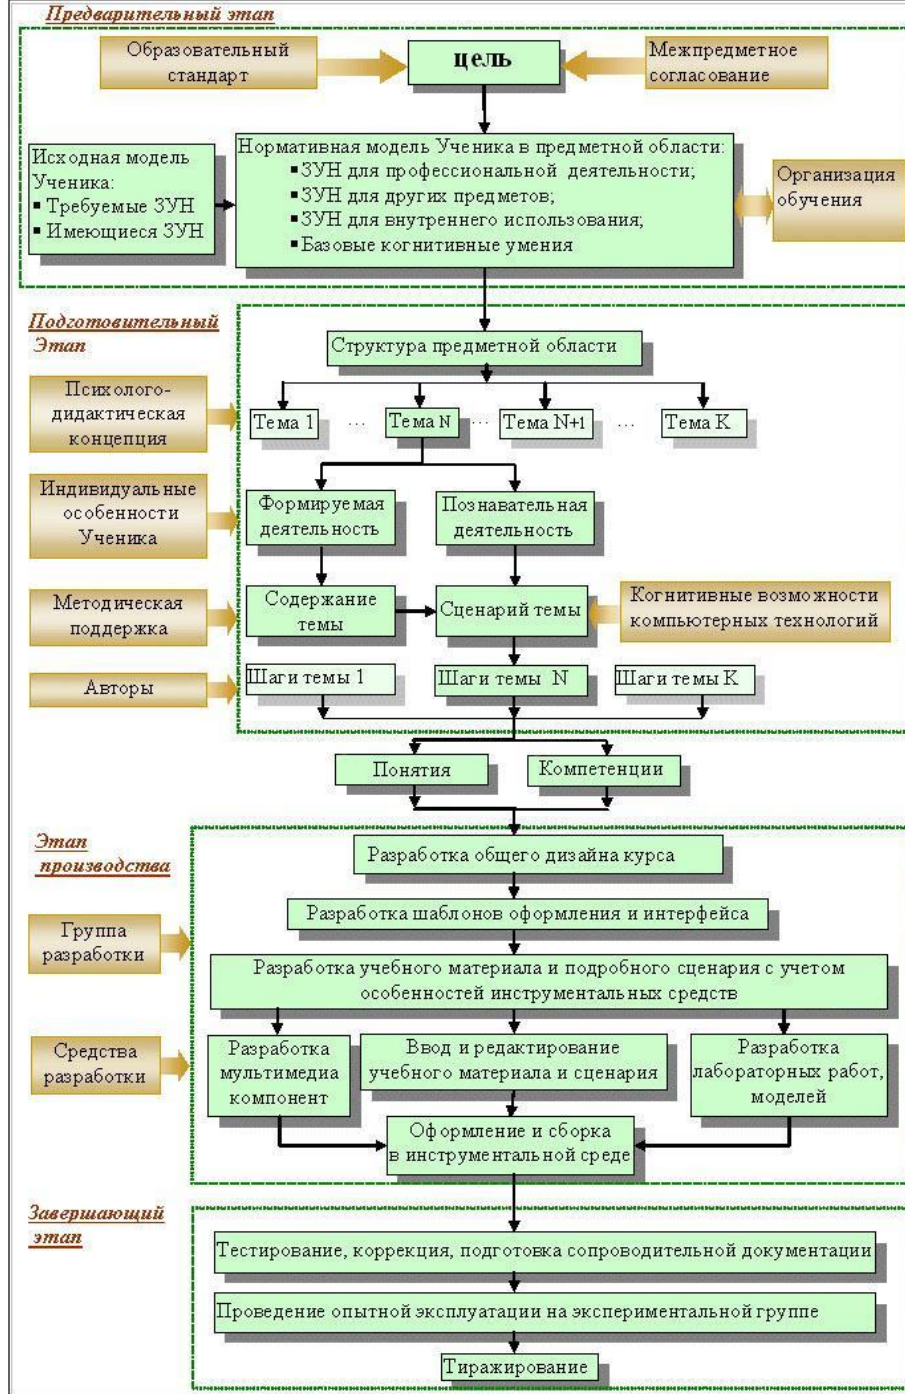 Предварительный этап
Образовательный
стандарт
цель
Межпредметное
согласование
Исходная модель
Ученика:
▪ Требуемые ЗУН
▪ Имеющиеся ЗУН
Нормативная модель Ученика в предметной области:
▪ ЗУН для профессиональной деятельности;
▪ ЗУН для других предметов;
▪ ЗУН для внутреннего использования;
▪ Базовые когнитивные умения
Организация
обучения
Подготовительный
Этап
Структура предметной области
Психолого-
дидактическая
концепция
Тема 1
...
Тема N
...
Тема N+1
...
Тема K
Индивидуальные
особенности
Ученика
Формируемая
деятельность
Познавательная
деятельность
Методическая
поддержка
Содержание
темы
Сценарий темы
Когнитивные возможности
компьютерных технологий
Авторы
Шаги темы 1
Шаги темы N
Шаги темы K
Понятия
Компетенции
Этап
производства
Разработка общего дизайна курса
Разработка шаблонов оформления и интерфейса
Группа
разработки
Разработка учебного материала и подробного сценария с учетом
особенностей инструментальных средств
Средства
разработки
Разработка
мультимедиа
компонент
Ввод и редактирование
учебного материала и сценария
Разработка
лабораторных работ,
моделей
Оформление и сборка
в инструментальной среде
Завершающий
этап
Тестирование, коррекция, подготовка сопроводительной документации
Проведение опытной эксплуатации на экспериментальной группе
Тиражирование